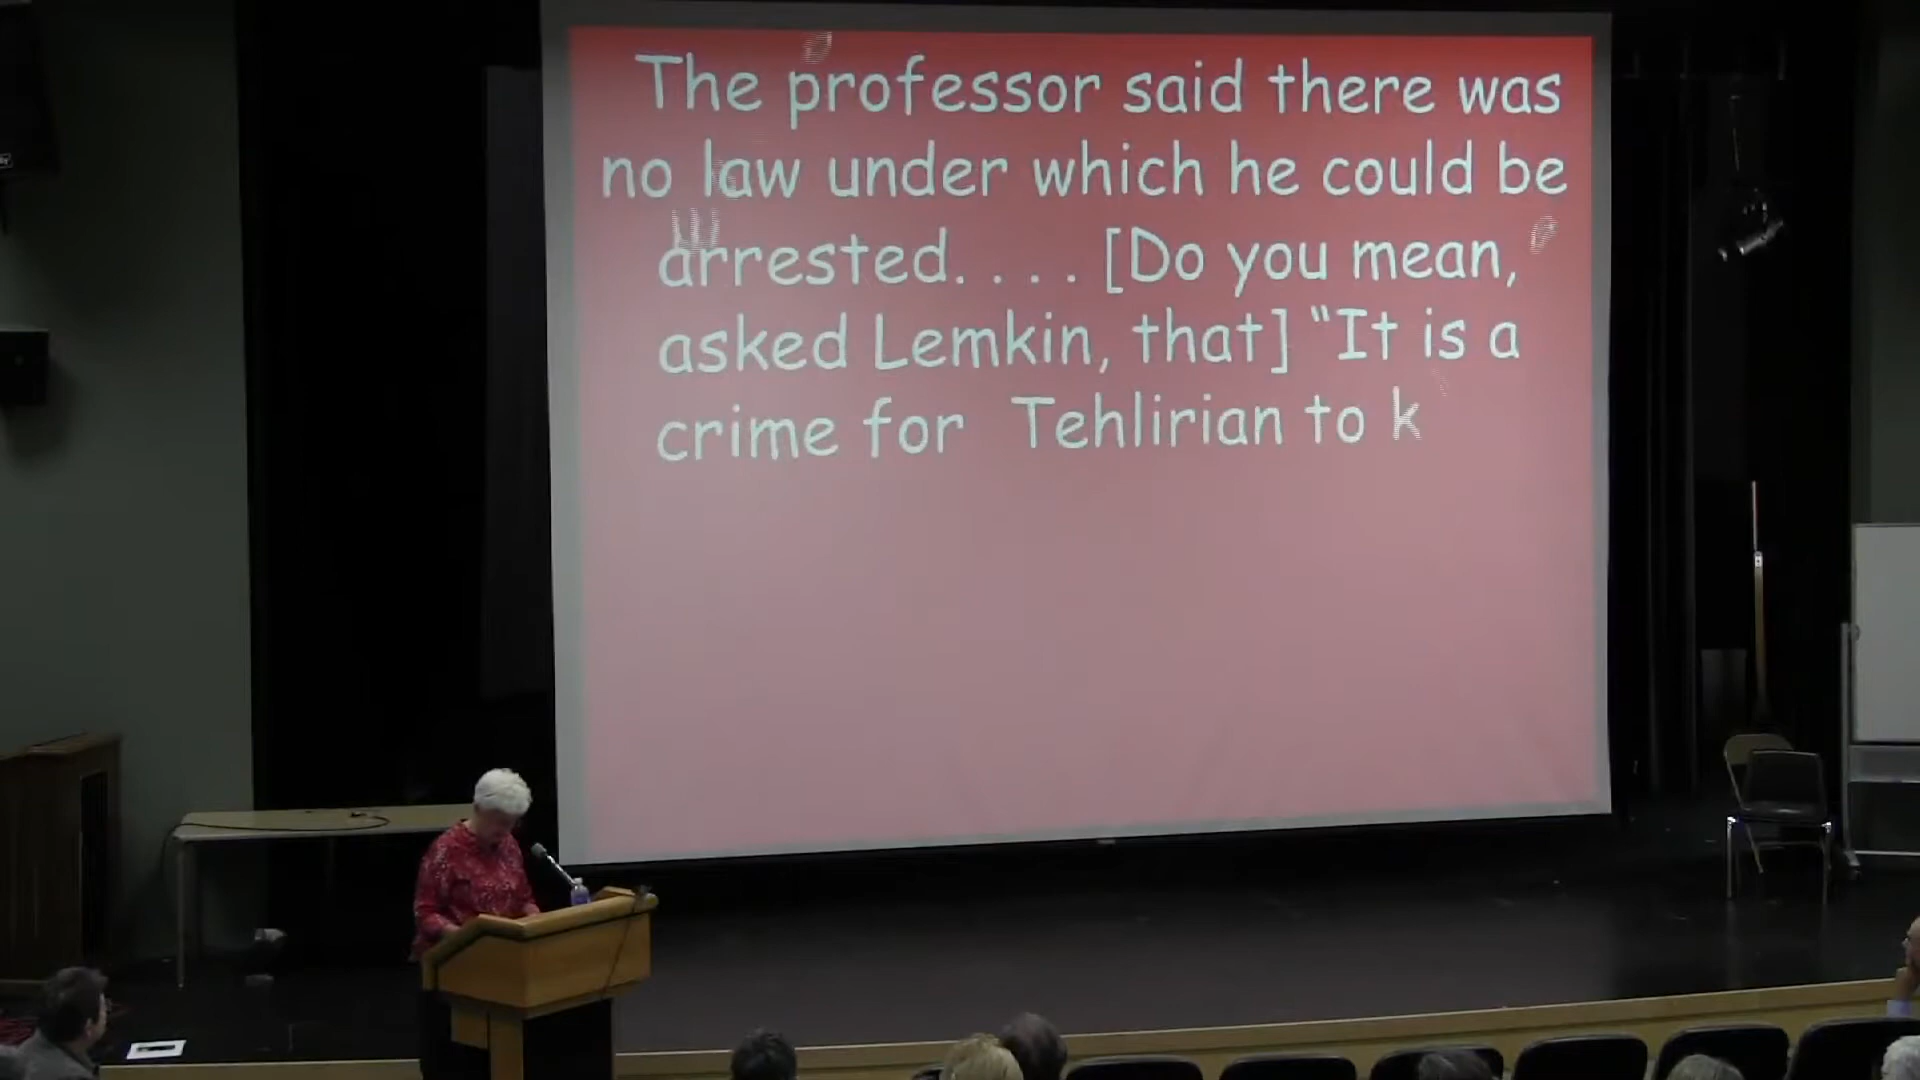 The professor said there was
no law under which he could be
arrested. . . . [Do you mean,
asked Lemkin, that] “It is a
crime for Tehlirian to k